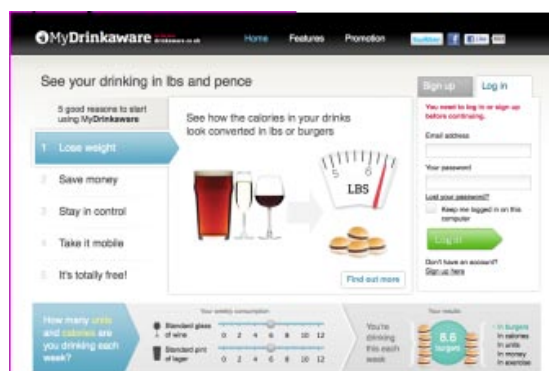 MyDrinkaware drinkaware.co.uk
Home Features Promotion
See your drinking in lbs and pence
Sign up Log in
5 good reasons to start
using MyDrinkaware
1 Lose weight
2 Save money
3 Stay in control
4 Take it mobile
5 It's totally free!
See how the calories in your drinks
look converted in lbs or burgers
5 6
LBS
Find out more
You need to log in or sign up
before continuing.
Email address
Your password
Lost your password?
Keep me logged in on this
computer
Log in
Don't have an account?
Sign up here
How many units
and calories are
you drinking each
week?
Your weekly consumption
Standard glass
of wine
0 2 4 6 8 10 12
Standard pint
of lager
0 2 4 6 8 10 12
You're
drinking
this each
week
Your results
8.6
burgers
in burgers
in calories
in units
in money
in exercise